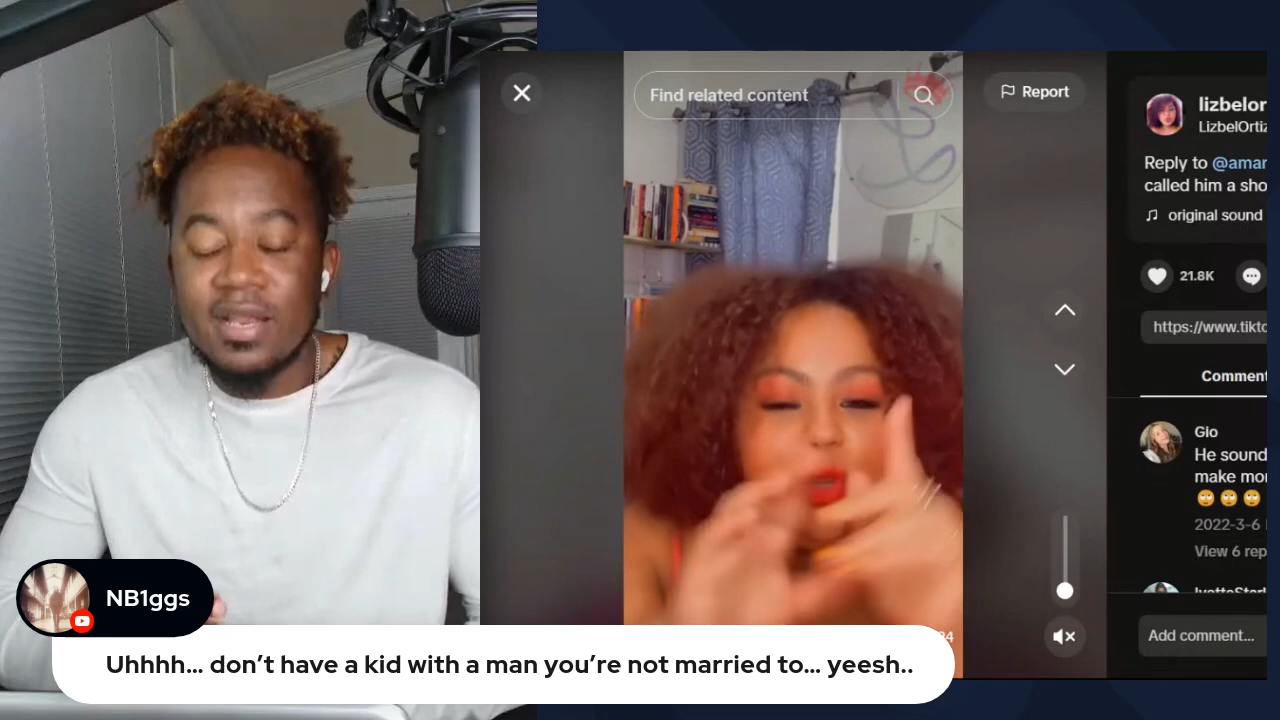 Find related content
Report
lizbelor
LizbelOrtiz
Reply to @amar
called him a sho
original sound
21.8K
https://www.tikto
Comment
Gio
He sound
make mor
2022-3-6
View 6 rep
Add comment...
NB1ggs
Uhhhh... don’t have a kid with a man you’re not married to... yeesh..